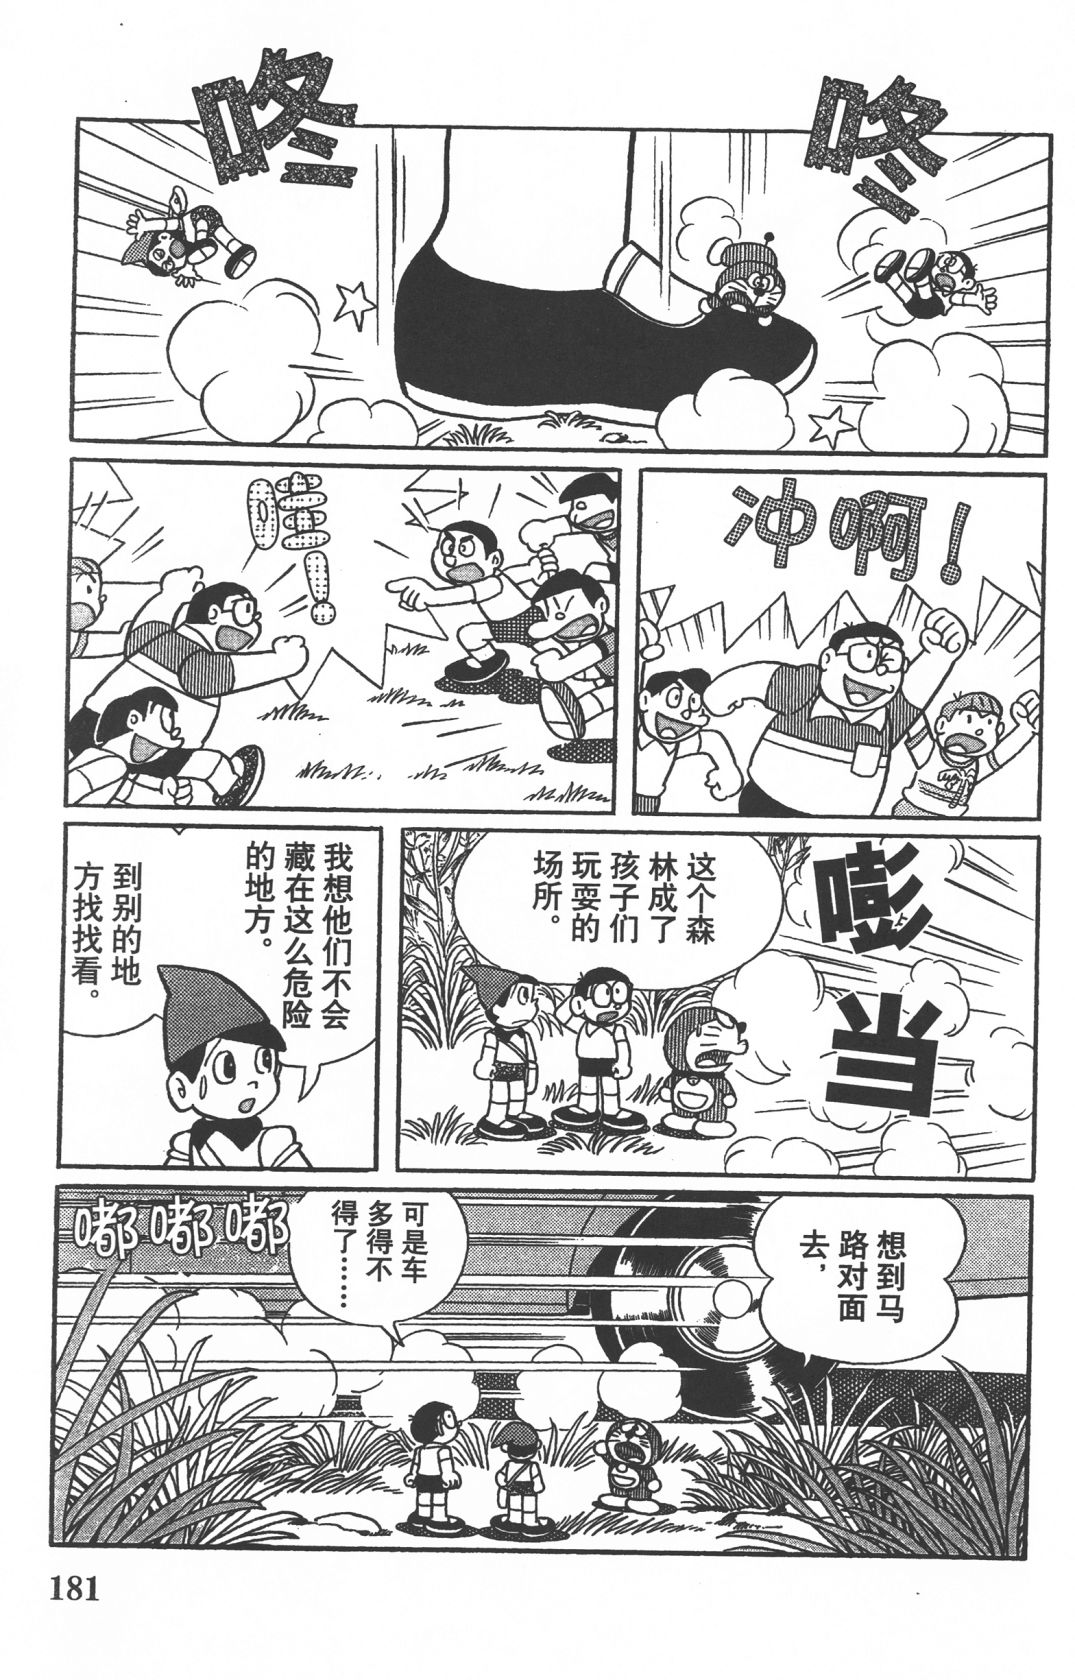 咚
咚
冲啊！
哇！
嘭当
这个森
林成了
孩子们
玩耍的
场所。
我想他们不会
藏在这么危险
的地方。
到别的地
方找找看。
想到马
路对面
去，
可是车
多得不
得了……
嘟嘟嘟
181